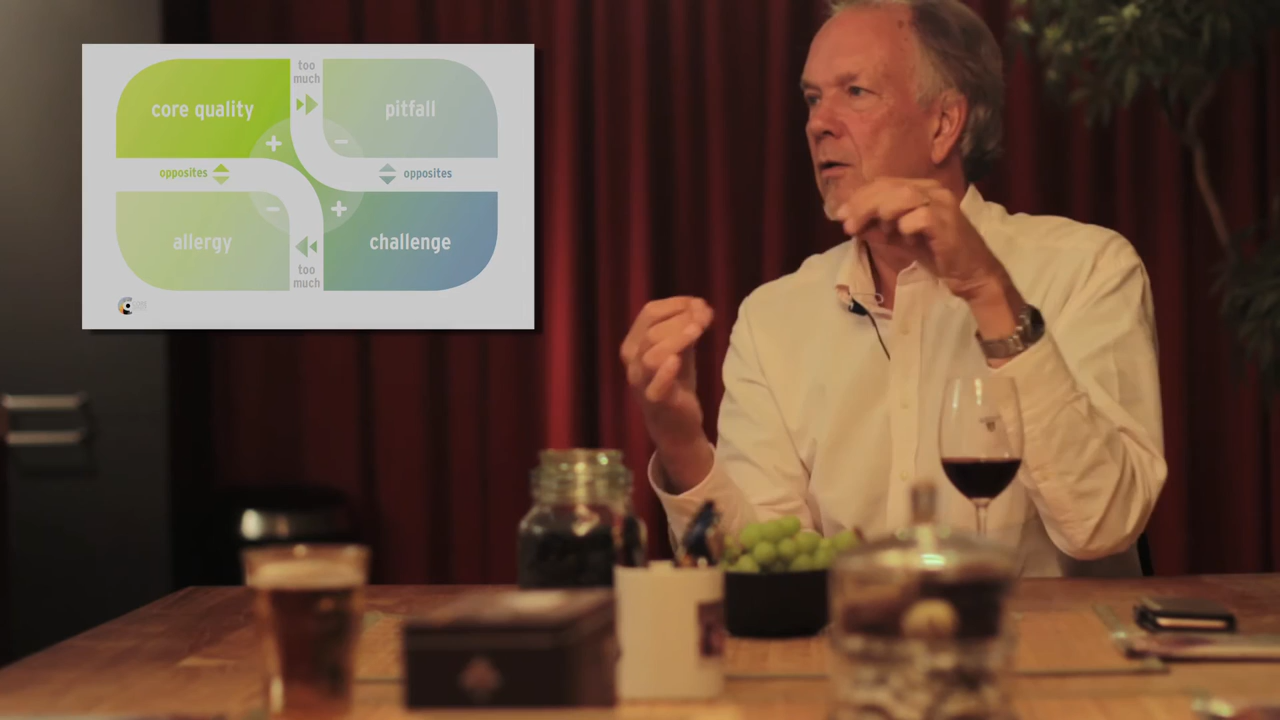 too
much
core quality
pitfall
+
−
opposites
opposites
−
+
allergy
challenge
too
much